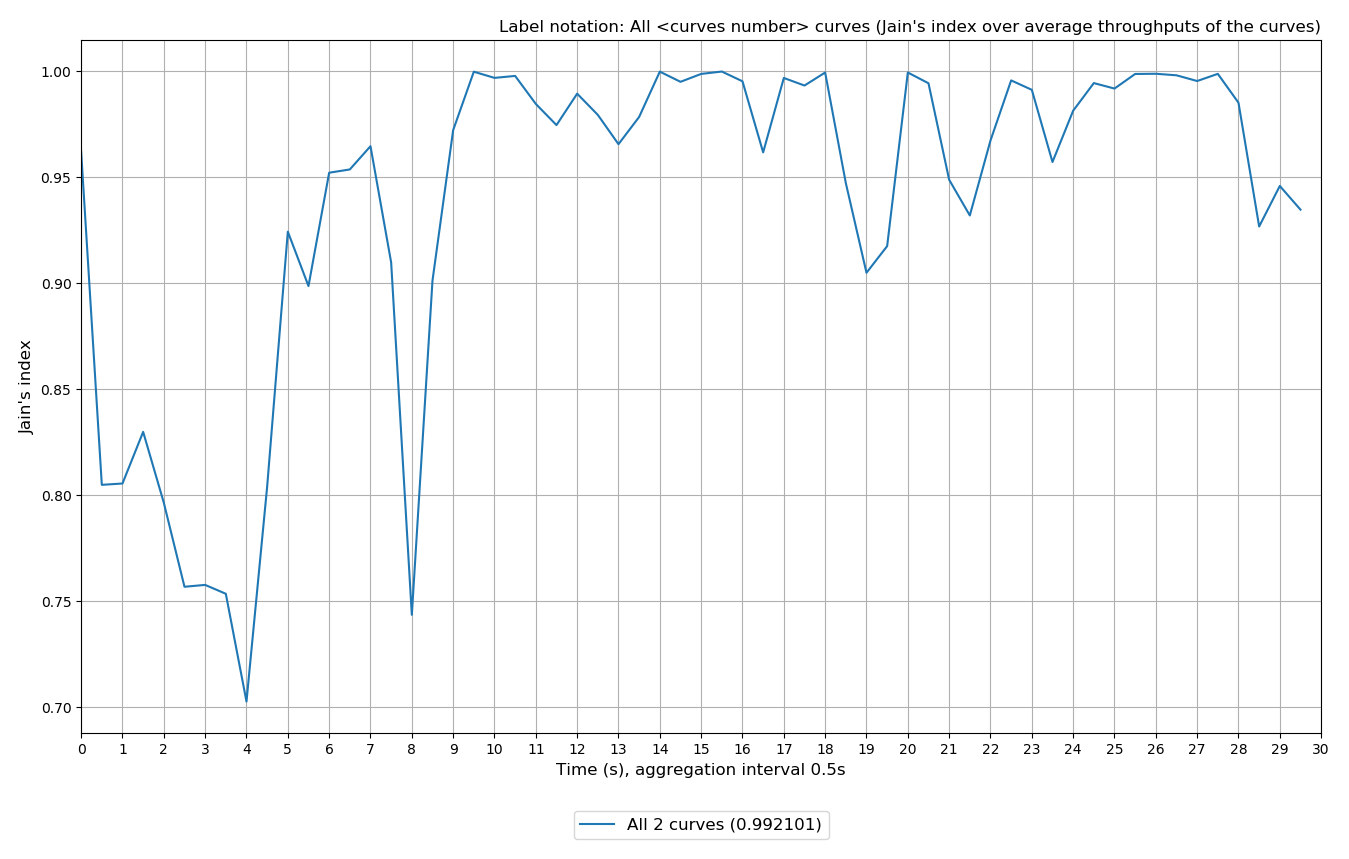 Label notation: All <curves number> curves (Jain's index over average throughputs of the curves)
1.00
0.95
0.90
0.85
0.80
0.75
0.70
Jain's index
0 1 2 3 4 5 6 7 8 9 10 11 12 13 14 15 16 17 18 19 20 21 22 23 24 25 26 27 28 29 30
Time (s), aggregation interval 0.5s
All 2 curves (0.992101)